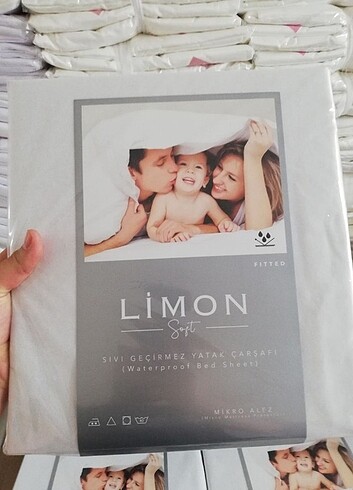 FITTED
LİMON
Soft
SIVI GEÇİRMEZ YATAK ÇARŞAFI
(Waterproof Bed Sheet)
MİKRO ALEZ